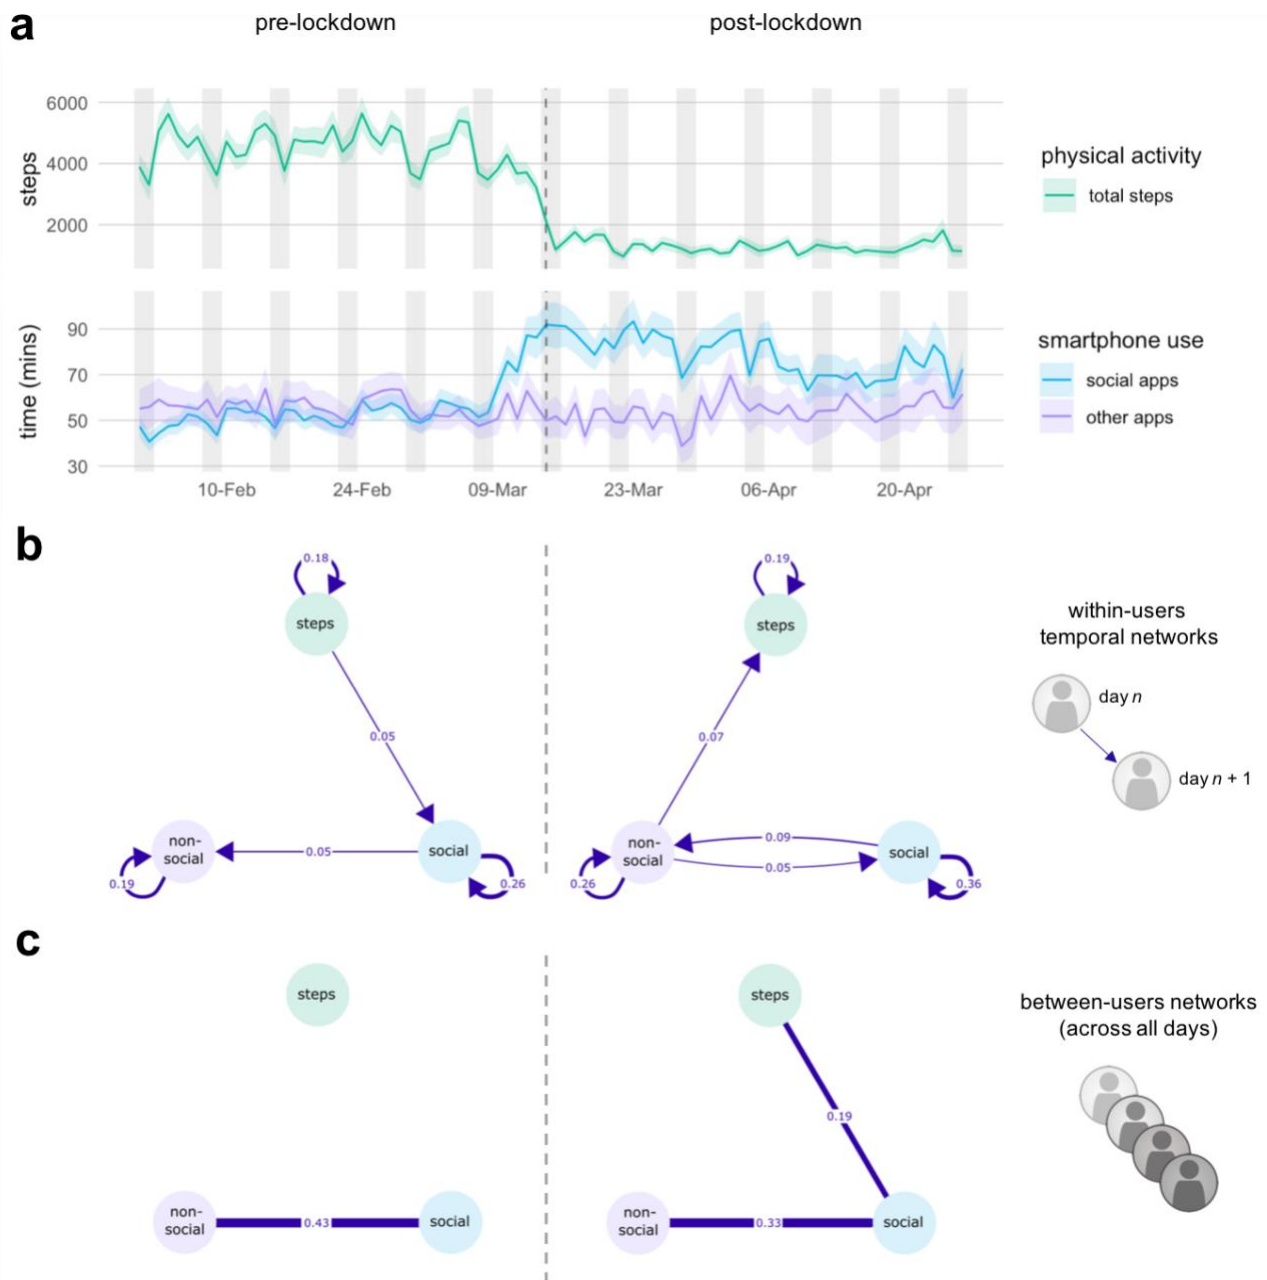 a
pre-lockdown
post-lockdown
6000
4000
2000
steps
physical activity
total steps
90
70
50
30
time (mins)
smartphone use
social apps
other apps
10-Feb
24-Feb
09-Mar
23-Mar
06-Apr
20-Apr
b
0.18
steps
0.05
non-
social
0.05
social
0.19
0.26
0.19
steps
0.07
non-
social
0.09
0.05
social
0.26
0.36
within-users
temporal networks
day n
day n + 1
c
steps
non-
social
0.43
social
steps
0.19
non-
social
0.33
social
between-users networks
(across all days)